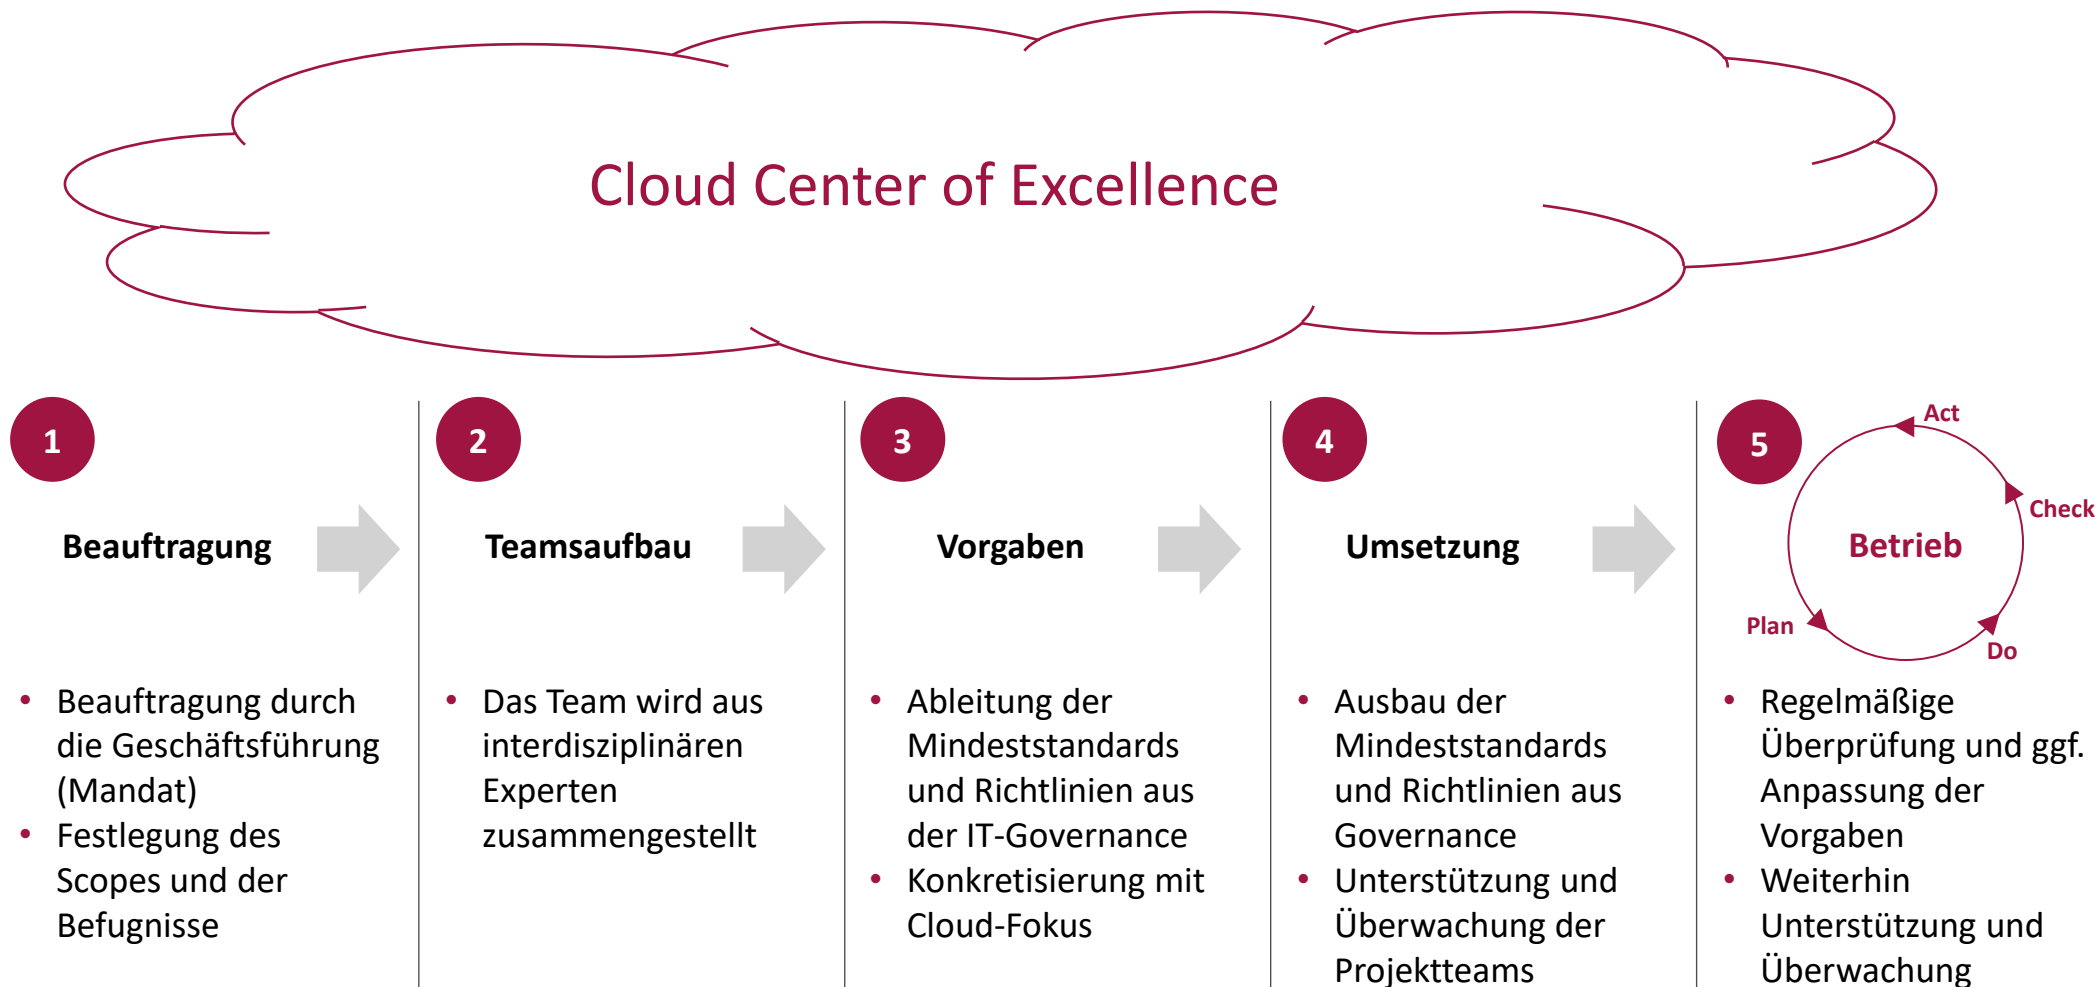 Cloud Center of Excellence
1
Beauftragung
• Beauftragung durch
die Geschäftsführung
(Mandat)
• Festlegung des
Scopes und der
Befugnisse
2
Teamsaufbau
• Das Team wird aus
interdisziplinären
Experten
zusammengestellt
3
Vorgaben
• Ableitung der
Mindeststandards
und Richtlinien aus
der IT-Governance
• Konkretisierung mit
Cloud-Fokus
4
Umsetzung
• Ausbau der
Mindeststandards
und Richtlinien aus
Governance
• Unterstützung und
Überwachung der
Projektteams
5
Act
Check
Betrieb
Plan
Do
• Regelmäßige
Überprüfung und ggf.
Anpassung der
Vorgaben
• Weiterhin
Unterstützung und
Überwachung